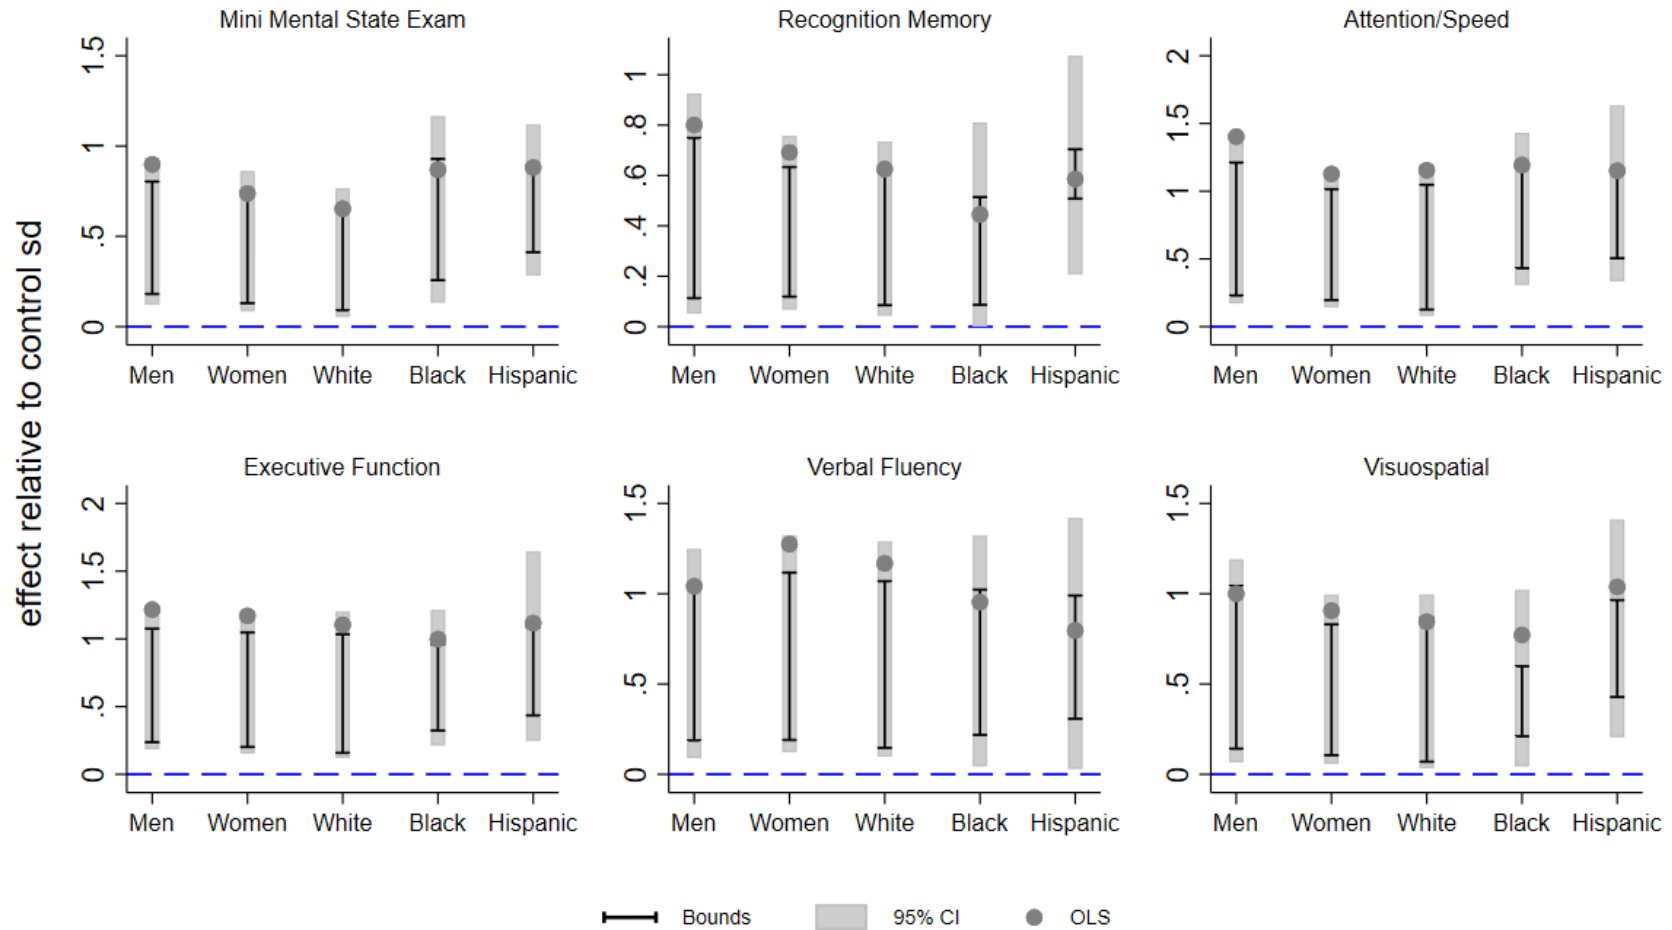 effect relative to control sd
Mini Mental State Exam
1.5
1
.5
0
Men Women White Black Hispanic
Recognition Memory
1
.8
.6
.4
.2
0
Men Women White Black Hispanic
Attention/Speed
2
1.5
1
.5
0
Men Women White Black Hispanic
Executive Function
2
1.5
1
.5
0
Men Women White Black Hispanic
Verbal Fluency
1.5
1
.5
0
Men Women White Black Hispanic
Visuospatial
1.5
1
.5
0
Men Women White Black Hispanic
Bounds 95% CI OLS